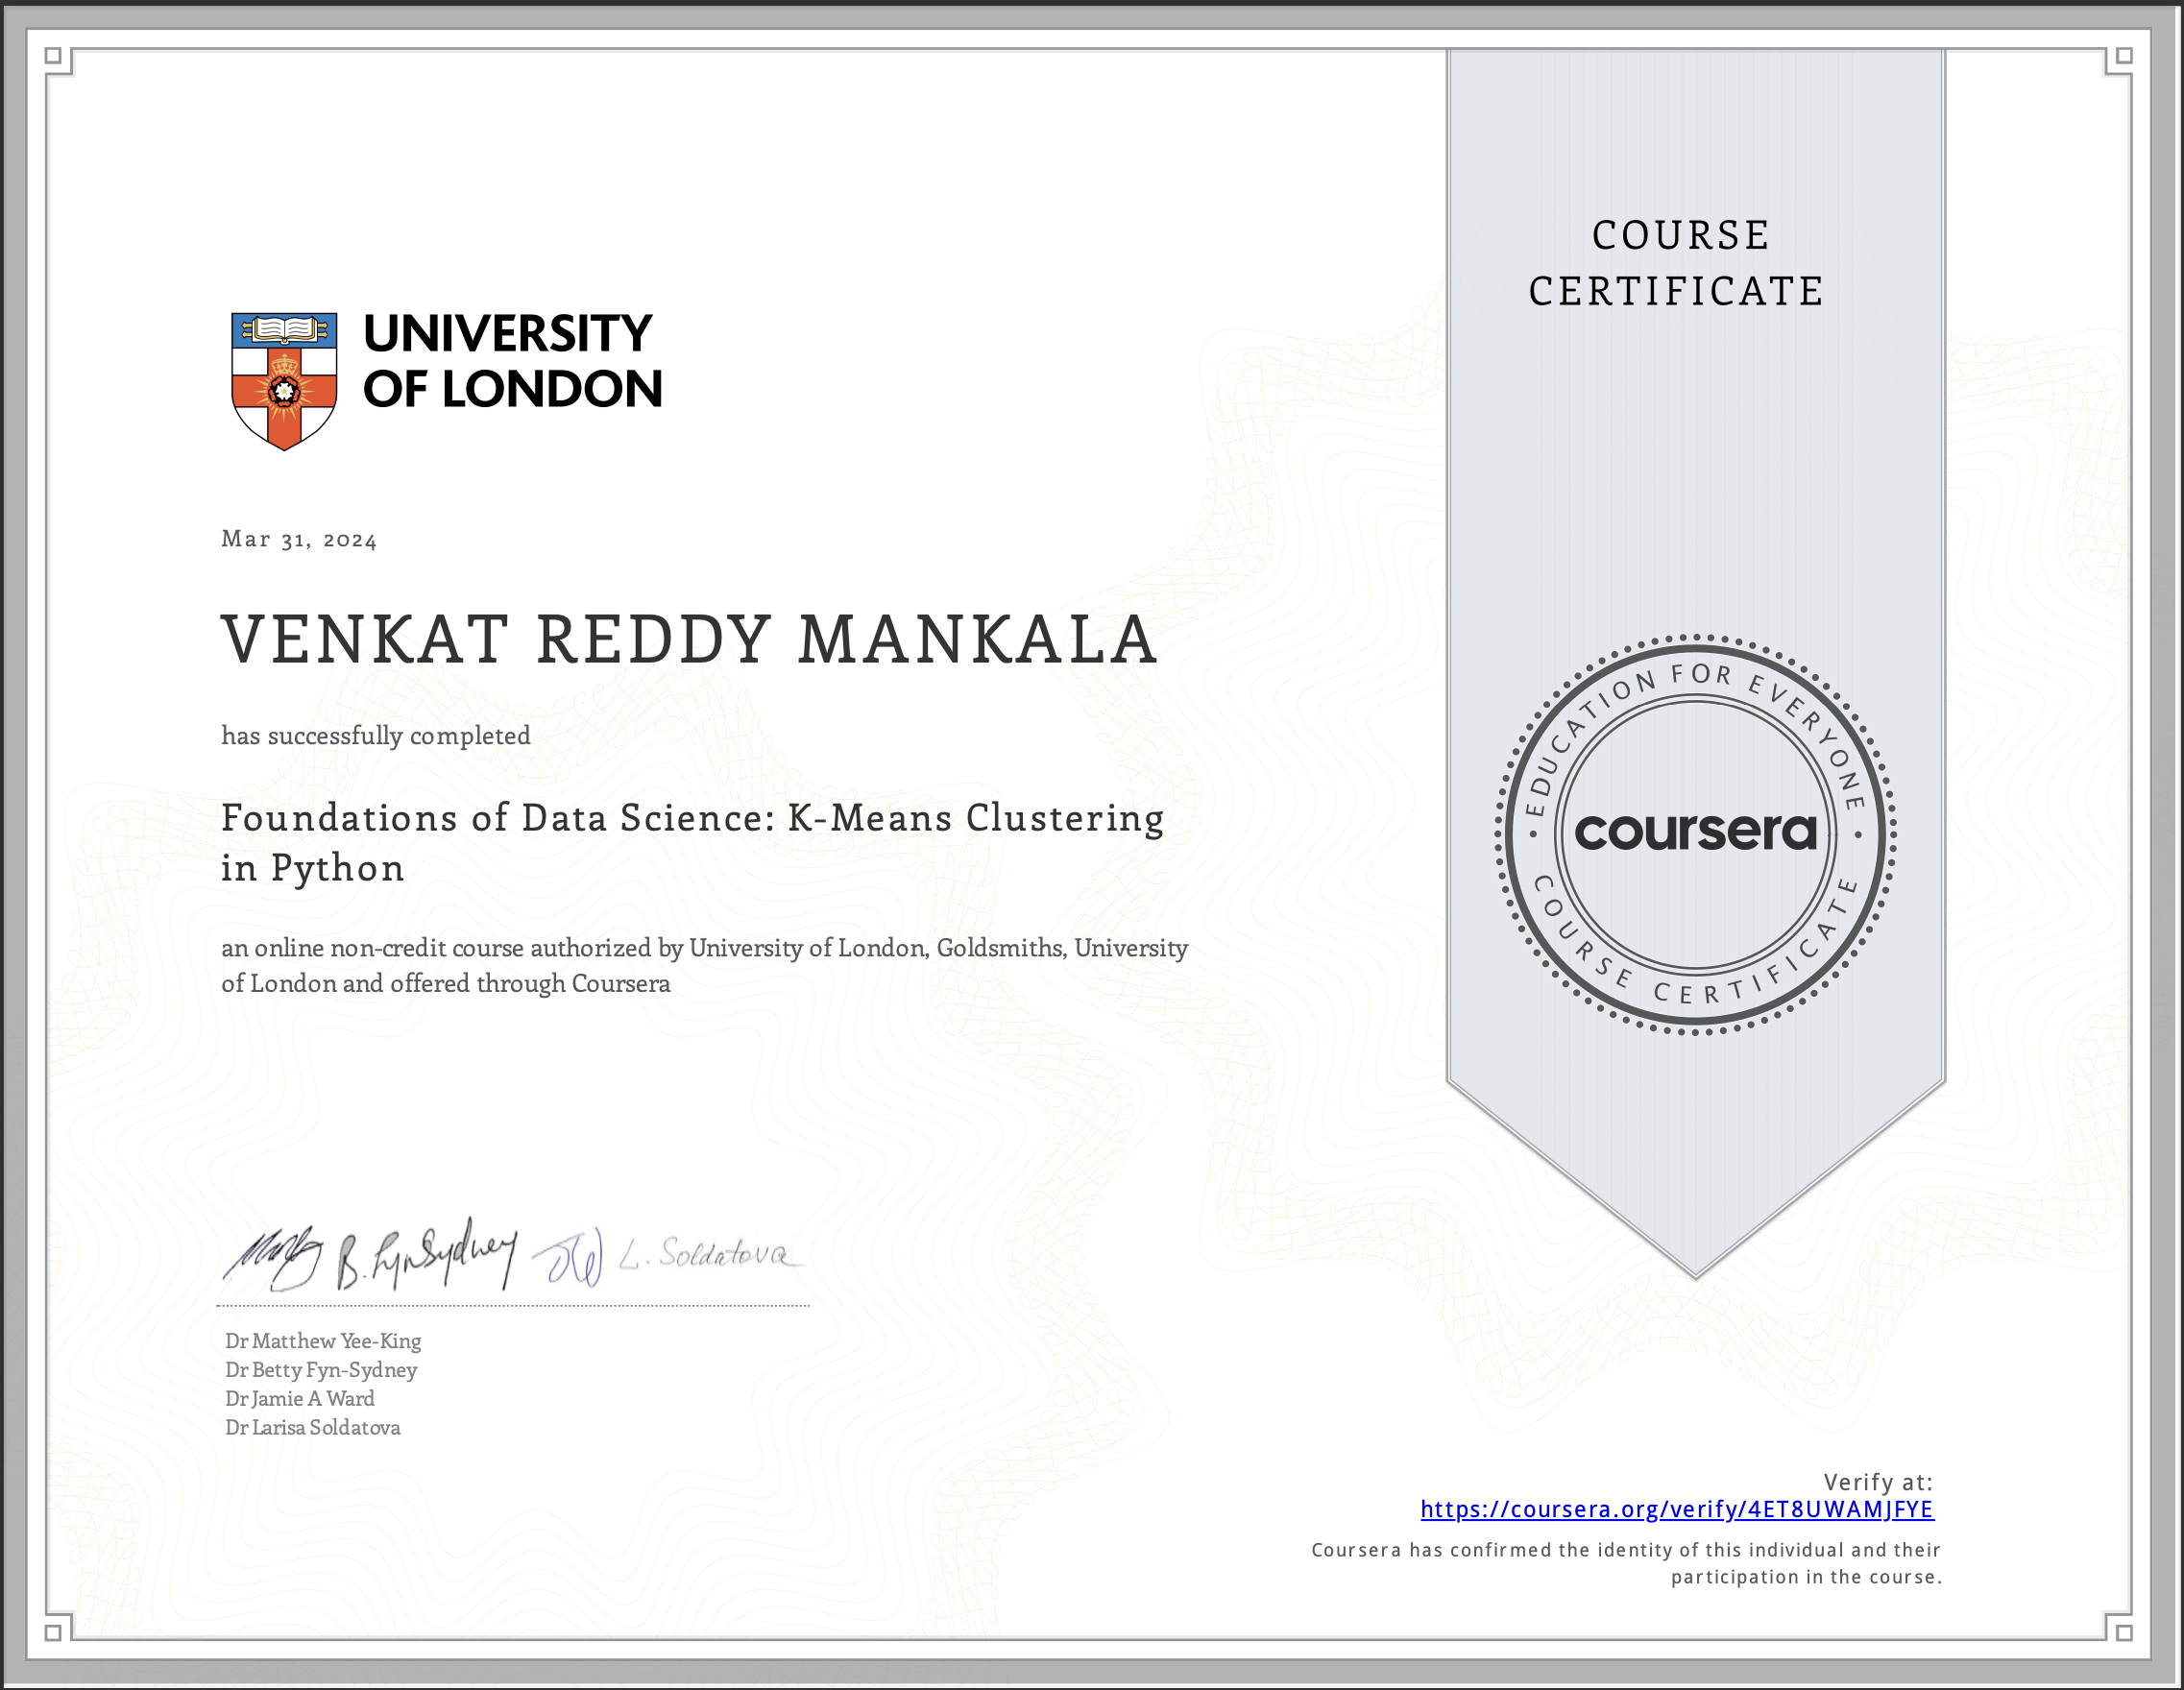 COURSE
CERTIFICATE
UNIVERSITY
OF LONDON
Mar 31, 2024
VENKAT REDDY MANKALA
has successfully completed
Foundations of Data Science: K-Means Clustering
in Python
an online non-credit course authorized by University of London, Goldsmiths, University
of London and offered through Coursera
EDUCATION FOR EVERYONE
coursera
COURSE CERTIFICATE
B. FynSydney
L. Soldatova
Dr Matthew Yee-King
Dr Betty Fyn-Sydney
Dr Jamie A Ward
Dr Larisa Soldatova
Verify at:
https://coursera.org/verify/4ET8UWAMJFYE
Coursera has confirmed the identity of this individual and their
participation in the course.